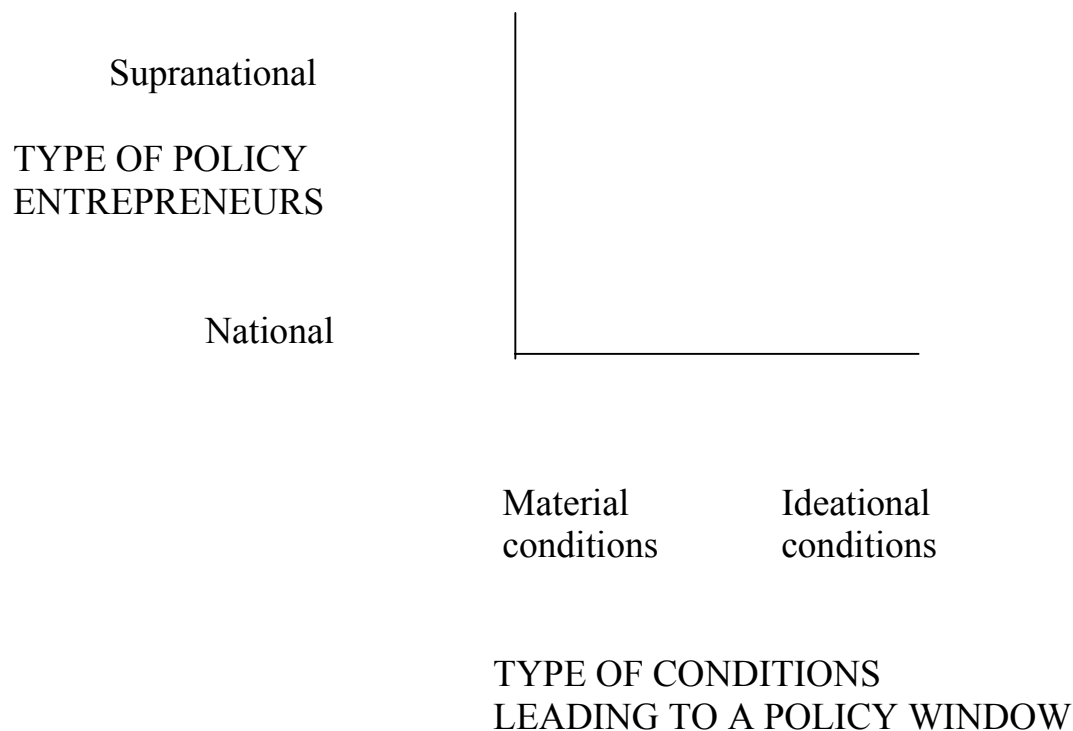 Supranational
TYPE OF POLICY
ENTREPRENEURS
National
Material
conditions
Ideational
conditions
TYPE OF CONDITIONS
LEADING TO A POLICY WINDOW